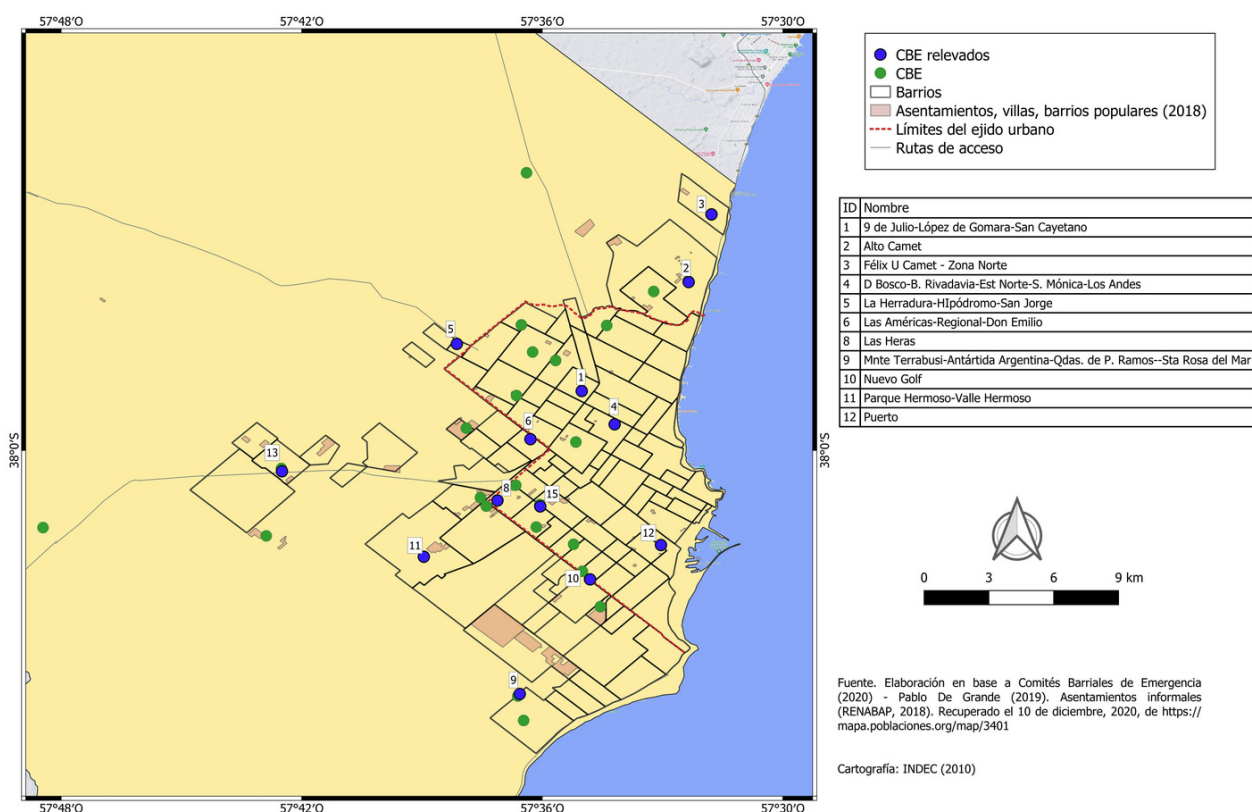 57°48'O 57°42'O 57°36'O 57°30'O
CBE relevados
CBE
Barrios
Asentamientos, villas, barrios populares (2018)
Límites del ejido urbano
Rutas de acceso
3
2
5
1
4
6
13
8
15
12
11
10
9
38°0'S
38°0'S
ID Nombre
1 9 de Julio-López de Gomara-San Cayetano
2 Alto Camet
3 Félix U Camet - Zona Norte
4 D Bosco-B. Rivadavia-Est Norte-S. Mónica-Los Andes
5 La Herradura-HIpódromo-San Jorge
6 Las Américas-Regional-Don Emilio
8 Las Heras
9 Mnte Terrabusi-Antártida Argentina-Qdas. de P. Ramos--Sta Rosa del Mar
10 Nuevo Golf
11 Parque Hermoso-Valle Hermoso
12 Puerto
0 3 6 9 km
Fuente. Elaboración en base a Comités Barriales de Emergencia
(2020) - Pablo De Grande (2019). Asentamientos informales
(RENABAP, 2018). Recuperado el 10 de diciembre, 2020, de https://
mapa.poblaciones.org/map/3401
Cartografía: INDEC (2010)
57°48'O 57°42'O 57°36'O 57°30'O